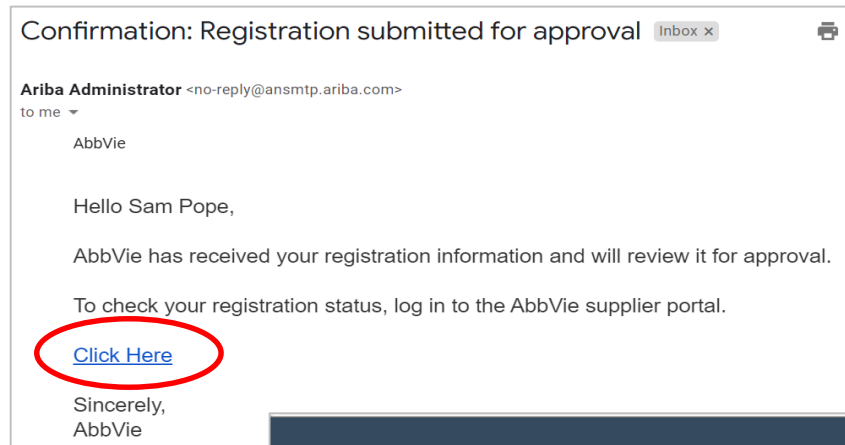 Confirmation: Registration submitted for approval Inbox x
Ariba Administrator <no-reply@ansmtp.ariba.com>
to me
AbbVie
Hello Sam Pope,
AbbVie has received your registration information and will review it for approval.
To check your registration status, log in to the AbbVie supplier portal.
Click Here
Sincerely,
AbbVie